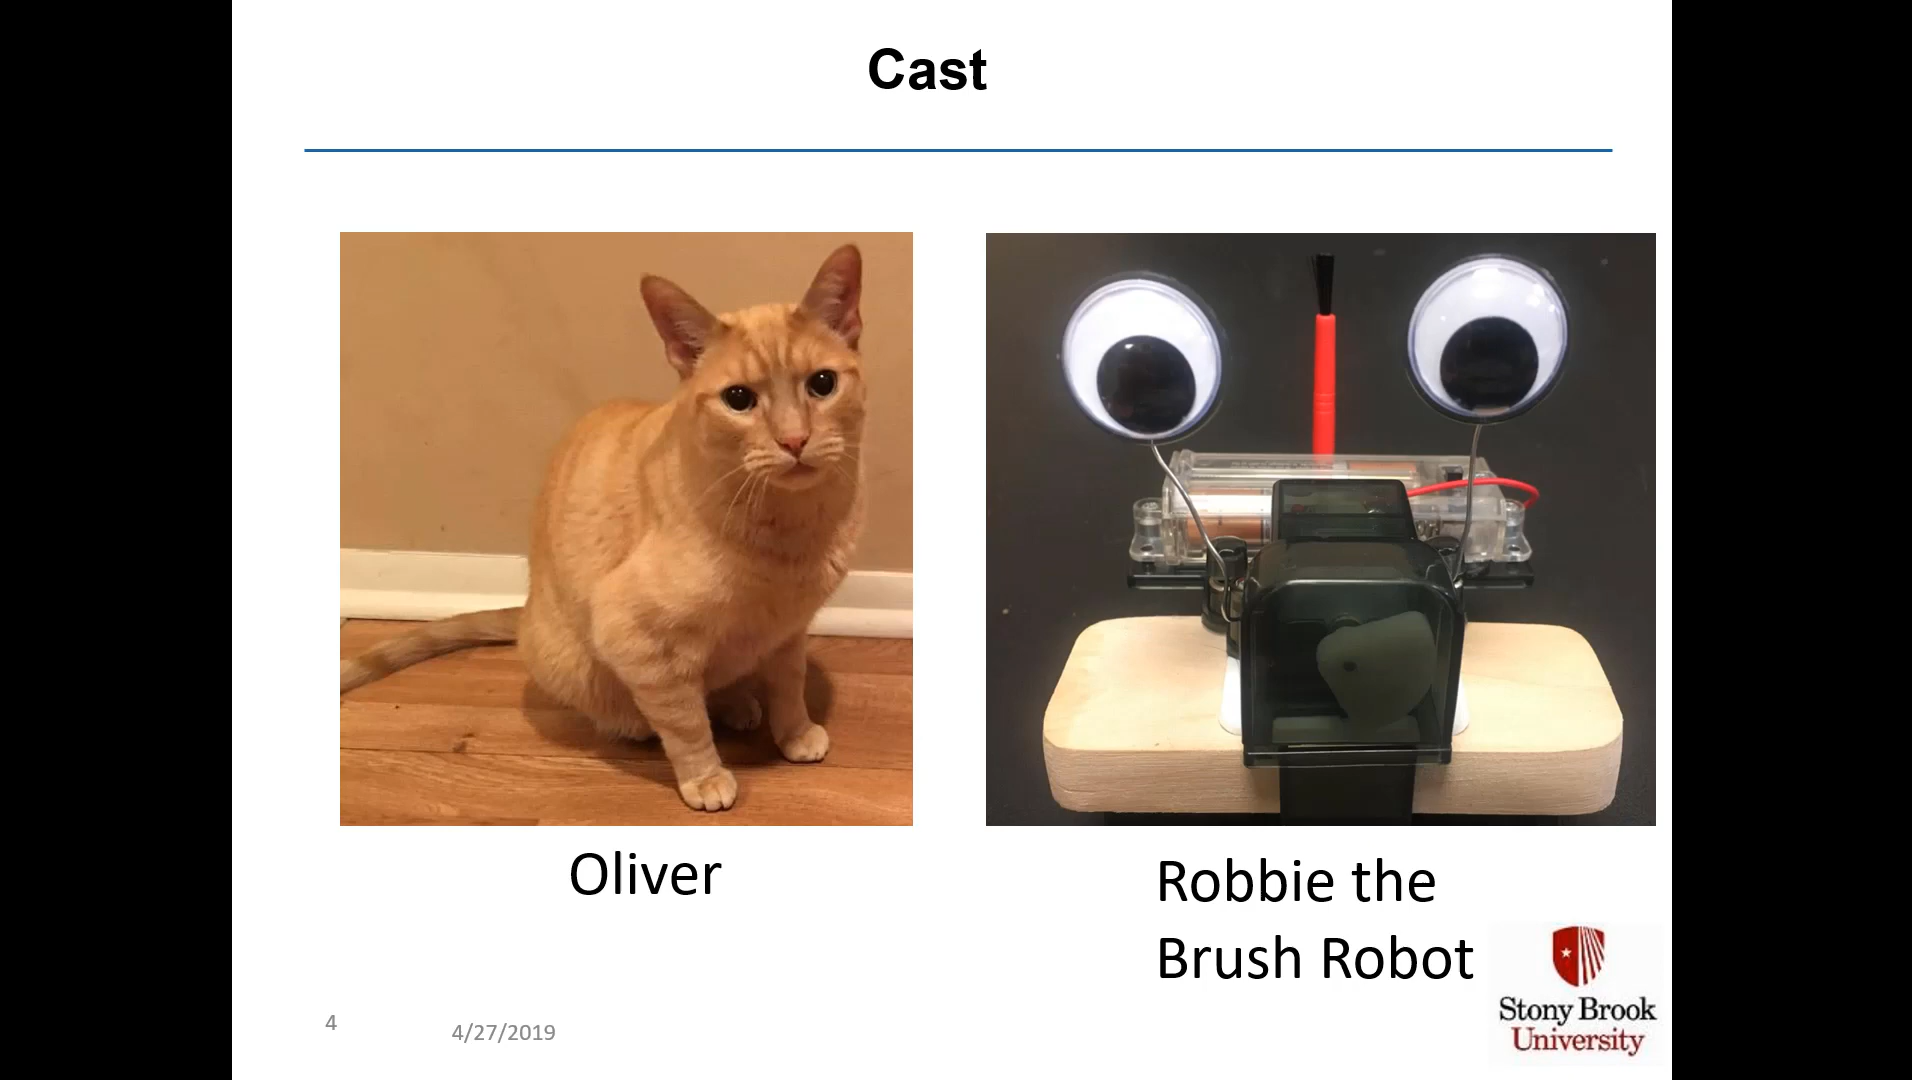 Cast
Oliver
Robbie the
Brush Robot
4
4/27/2019
Stony Brook
University